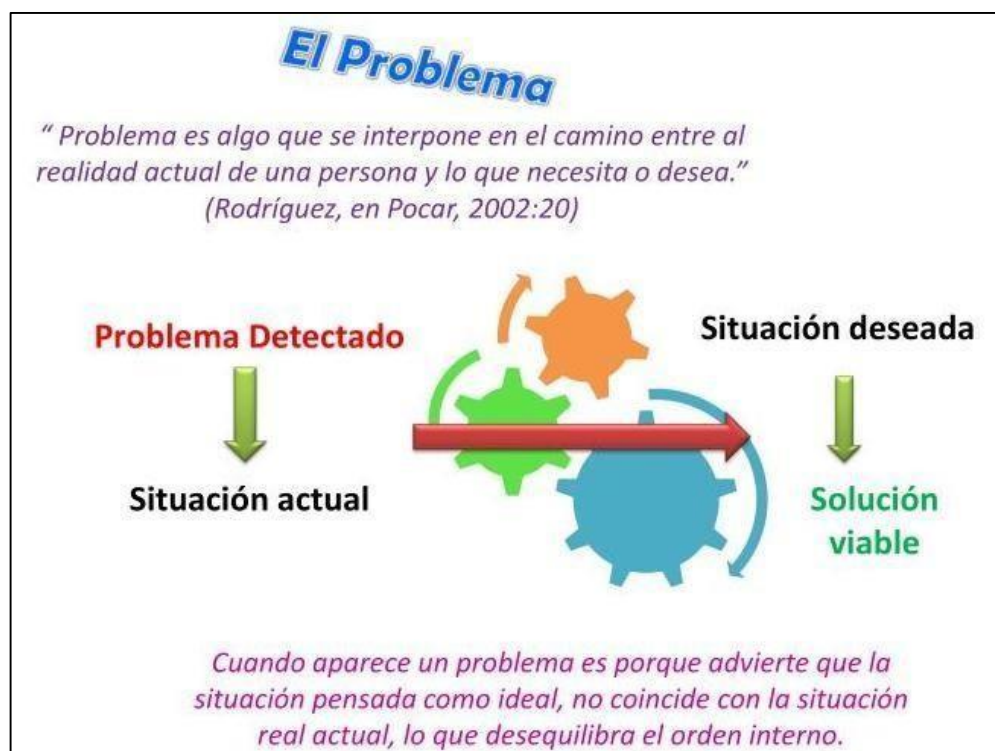 El Problema
“ Problema es algo que se interpone en el camino entre al
realidad actual de una persona y lo que necesita o desea.”
(Rodríguez, en Pocar, 2002:20)
Problema Detectado
Situación actual
Situación deseada
Solución
viable
Cuando aparece un problema es porque advierte que la
situación pensada como ideal, no coincide con la situación
real actual, lo que desequilibra el orden interno.